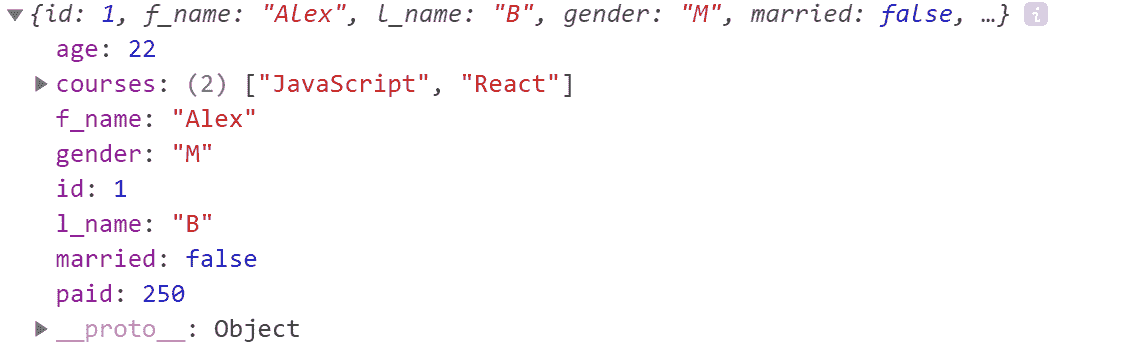 {id: 1, f_name: "Alex", l_name: "B", gender: "M", married: false, …} i
age: 22
courses: (2) ["JavaScript", "React"]
f_name: "Alex"
gender: "M"
id: 1
l_name: "B"
married: false
paid: 250
__proto__: Object